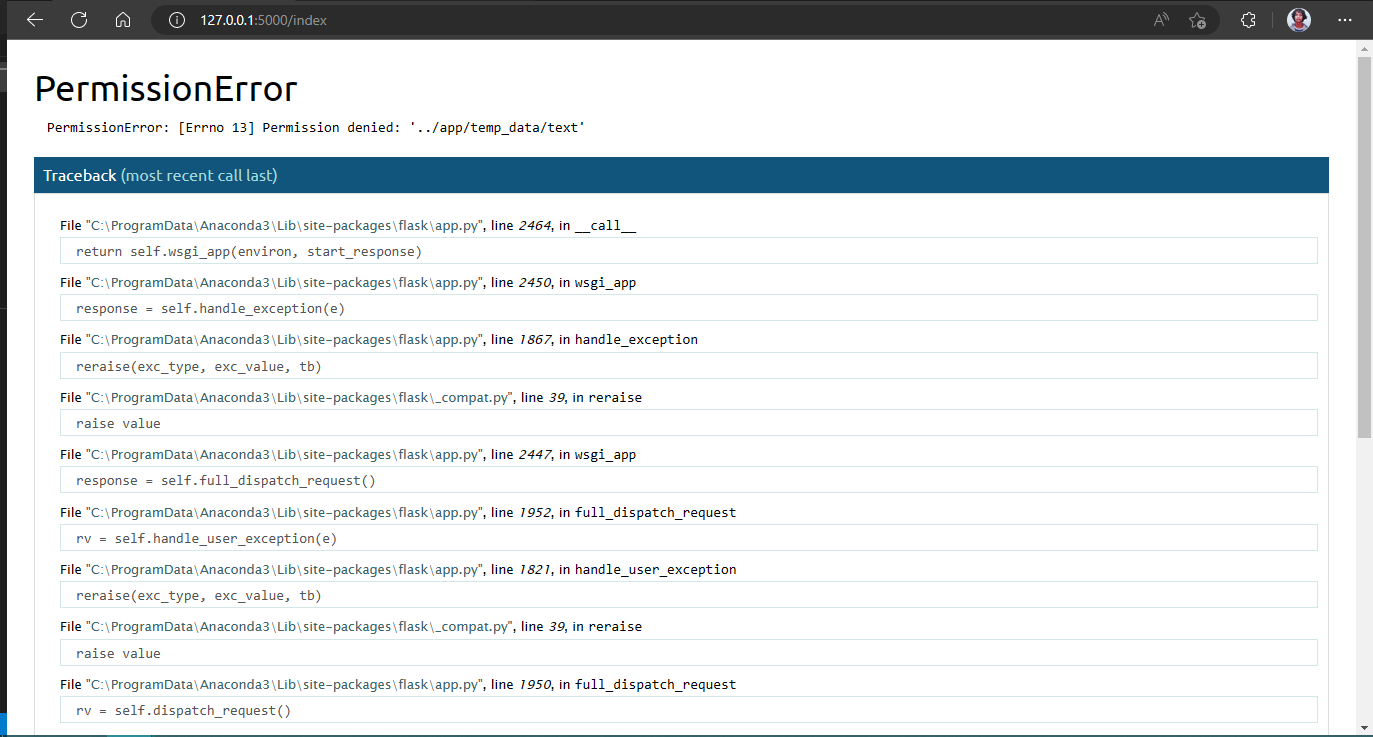 127.0.0.1:5000/index
PermissionError
PermissionError: [Errno 13] Permission denied: '../app/temp_data/text'
Traceback (most recent call last)
File "C:\ProgramData\Anaconda3\Lib\site-packages\flask\app.py", line 2464, in __call__
return self.wsgi_app(environ, start_response)
File "C:\ProgramData\Anaconda3\Lib\site-packages\flask\app.py", line 2450, in wsgi_app
response = self.handle_exception(e)
File "C:\ProgramData\Anaconda3\Lib\site-packages\flask\app.py", line 1867, in handle_exception
reraise(exc_type, exc_value, tb)
File "C:\ProgramData\Anaconda3\Lib\site-packages\flask\_compat.py", line 39, in reraise
raise value
File "C:\ProgramData\Anaconda3\Lib\site-packages\flask\app.py", line 2447, in wsgi_app
response = self.full_dispatch_request()
File "C:\ProgramData\Anaconda3\Lib\site-packages\flask\app.py", line 1952, in full_dispatch_request
rv = self.handle_user_exception(e)
File "C:\ProgramData\Anaconda3\Lib\site-packages\flask\app.py", line 1821, in handle_user_exception
reraise(exc_type, exc_value, tb)
File "C:\ProgramData\Anaconda3\Lib\site-packages\flask\_compat.py", line 39, in reraise
raise value
File "C:\ProgramData\Anaconda3\Lib\site-packages\flask\app.py", line 1950, in full_dispatch_request
rv = self.dispatch_request()